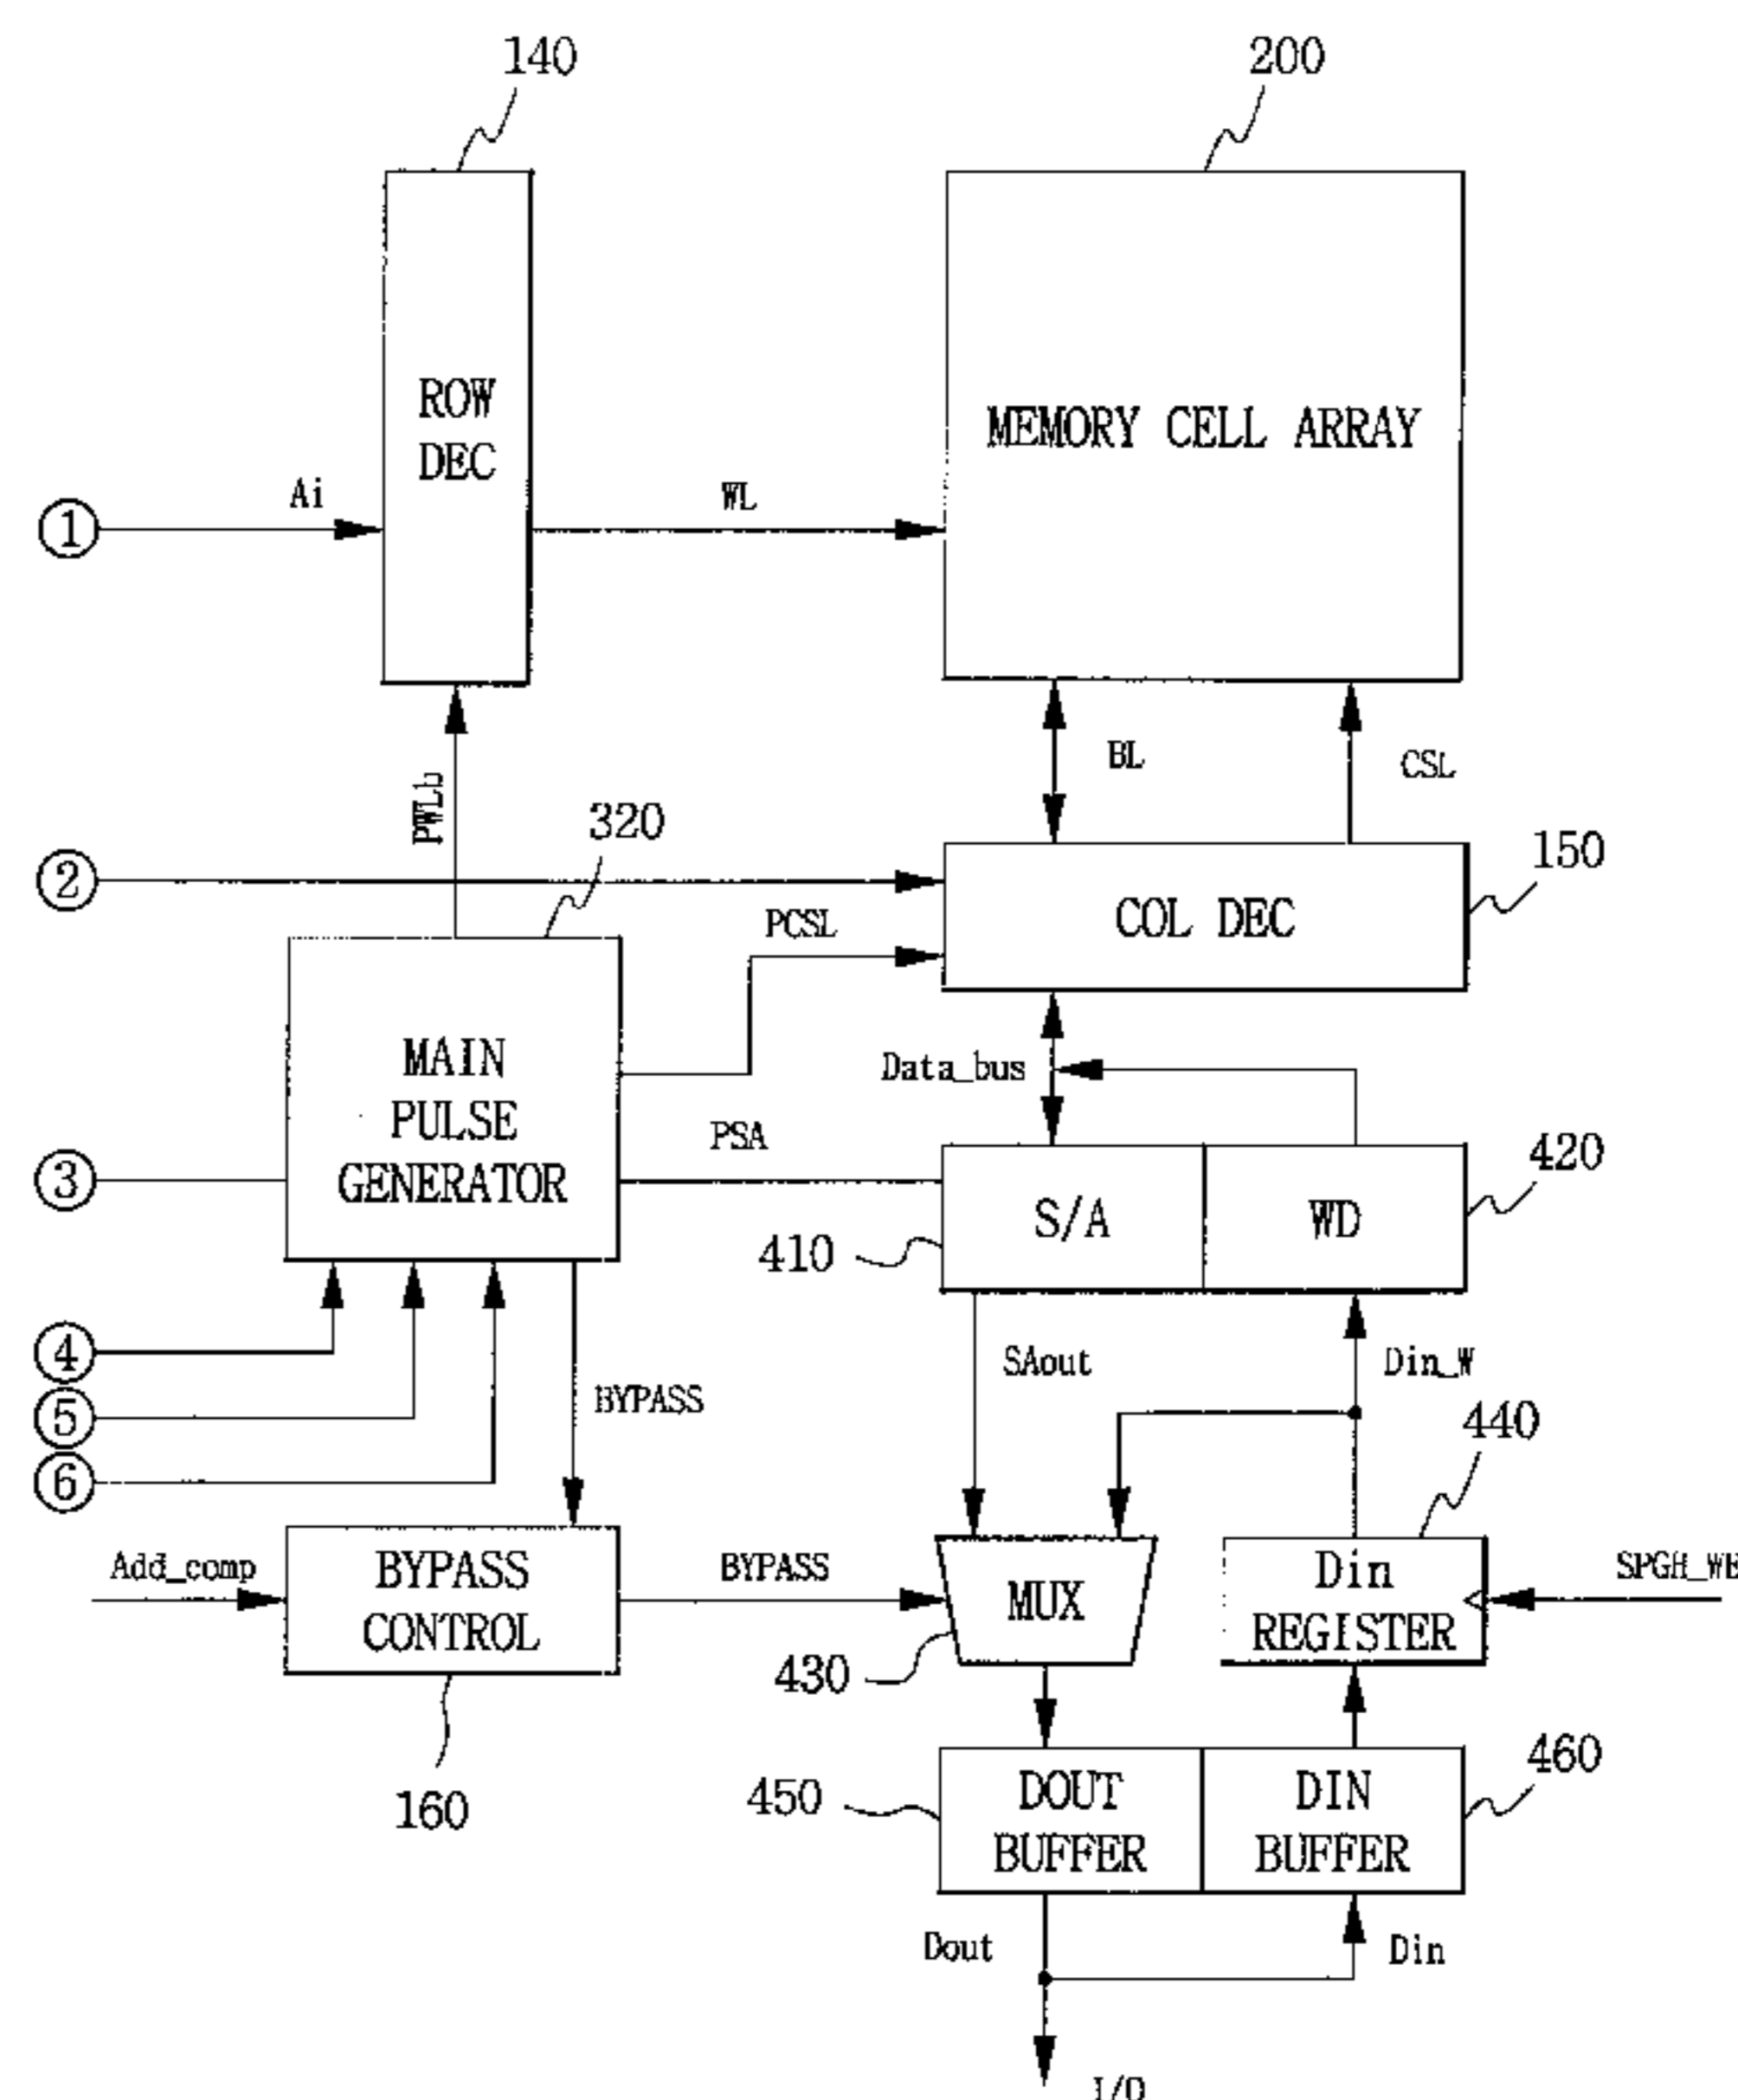 140
200
ROW
DEC
MEMORY CELL ARRAY
Ai
WL
①
BL
CSL
PWLb
320
②
150
PCSL
COL DEC
MAIN
PULSE
GENERATOR
Data_bus
PSA
③
420
S/A
WD
410
④
SAout
Din_W
⑤
BYPASS
440
⑥
Add_comp
BYPASS
CONTROL
BYPASS
MUX
Din
REGISTER
SPGH_WE
430
160
450
DOUT
BUFFER
DIN
BUFFER
460
Dout
Din
I/O